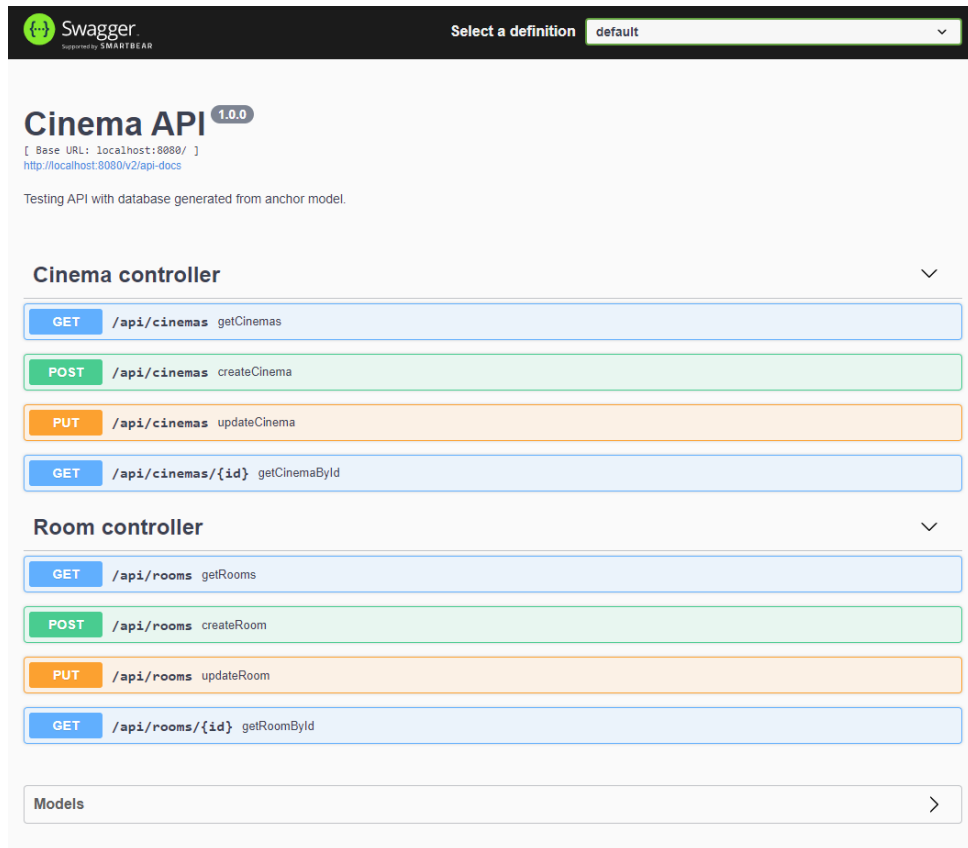 {...} Swagger.
Supported by SMARTBEAR
Select a definition default
Cinema API 1.0.0
[ Base URL: localhost:8080/ ]
http://localhost:8080/v2/api-docs
Testing API with database generated from anchor model.
Cinema controller
GET /api/cinemas getCinemas
POST /api/cinemas createCinema
PUT /api/cinemas updateCinema
GET /api/cinemas/{id} getCinemaById
Room controller
GET /api/rooms getRooms
POST /api/rooms createRoom
PUT /api/rooms updateRoom
GET /api/rooms/{id} getRoomById
Models